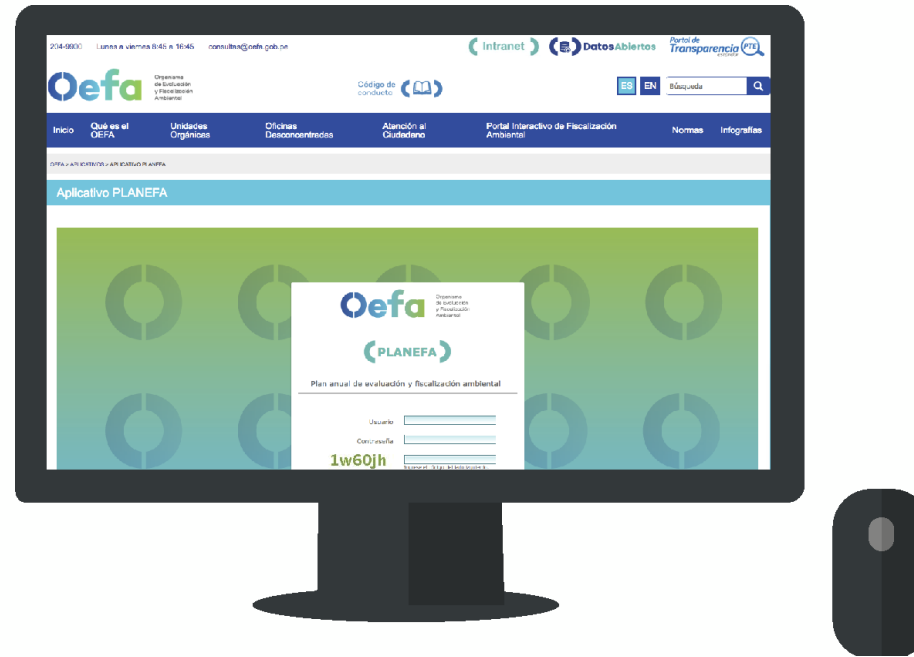 204-9900 Lunes a viernes 8:45 a 16:45 consultas@oefa.gob.pe ( Intranet ) Datos Abiertos Portal de Transparencia PTE
Oefa Organismo de Evaluación y Fiscalización Ambiental Código de conducto ES EN Búsqueda
Inicio Qué es el OEFA Unidades Orgánicas Oficinas Desconcentradas Atención al Ciudadano Portal Interactivo de Fiscalización Ambiental Normas Infografías
OEFA > APLICATIVOS > APLICATIVO PLANEFA
Aplicativo PLANEFA
Oefa Organismo de Evaluación y Fiscalización Ambiental
(PLANEFA)
Plan anual de evaluación y fiscalización ambiental
Usuario
Contraseña
1w60jh